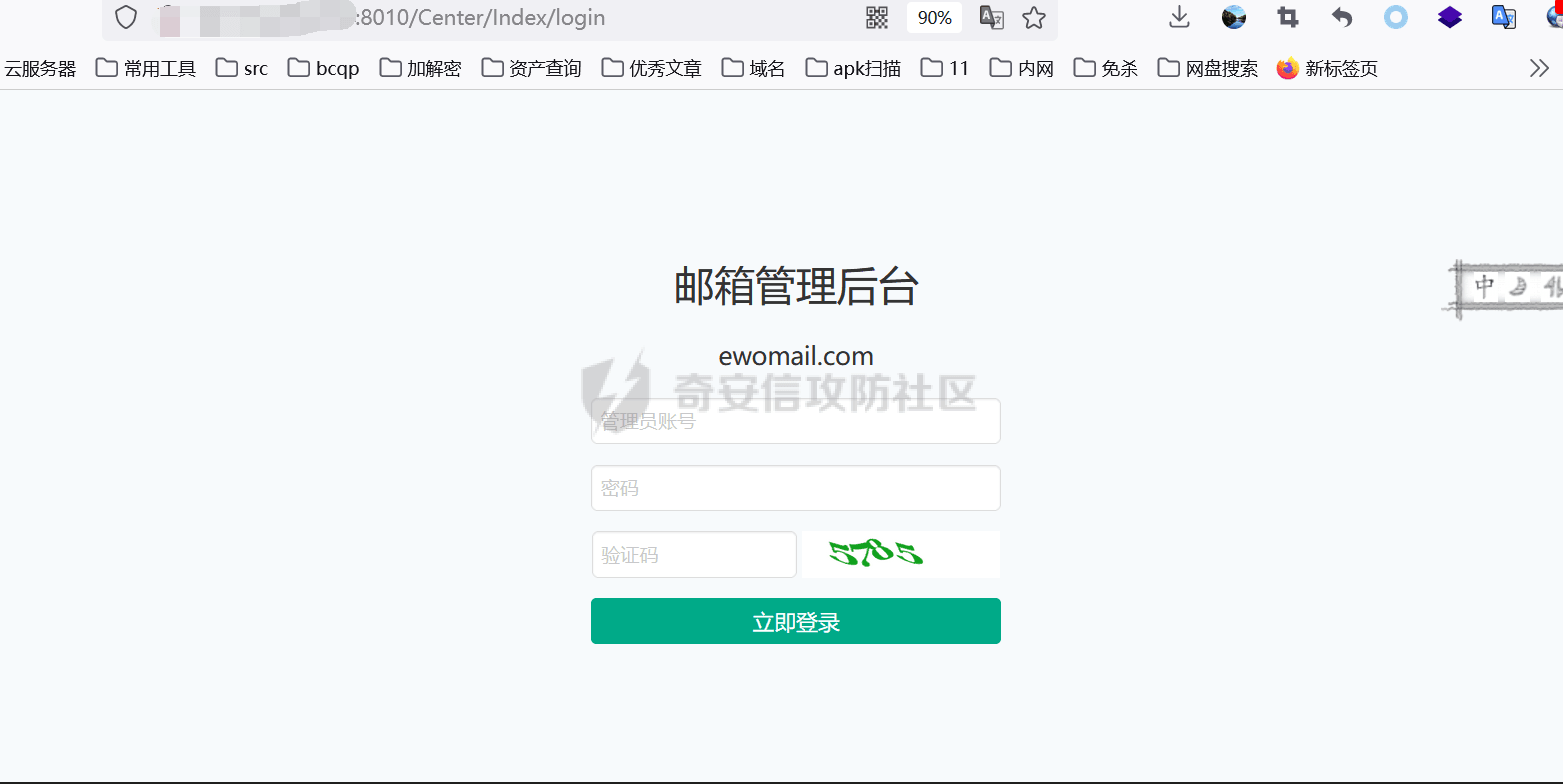 :8010/Center/Index/login
90%
云服务器 常用工具 src bcqp 加解密 资产查询 优秀文章 域名 apk扫描 11 内网 免杀 网盘搜索 新标签页
邮箱管理后台
ewomail.com
奇安信攻防社区
管理员账号
密码
验证码 5785
立即登录
中